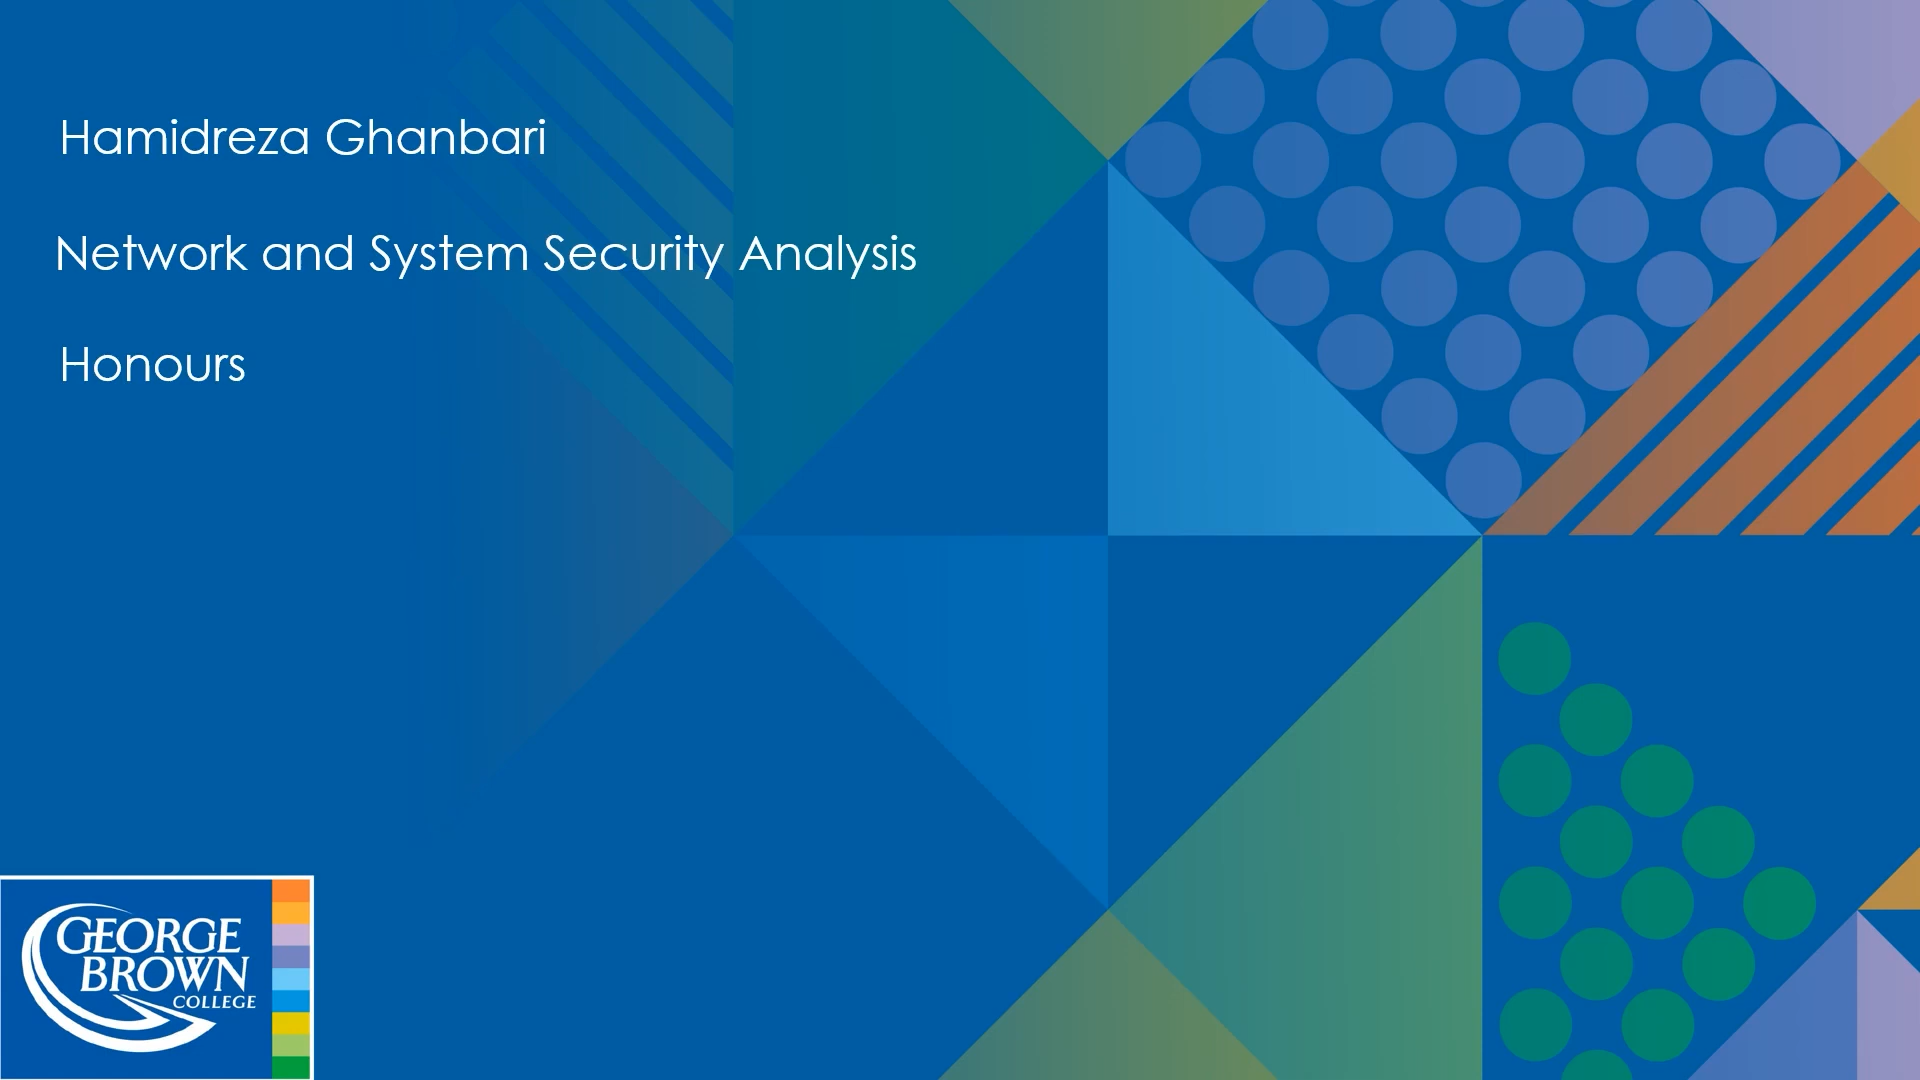 Hamidreza Ghanbari
Network and System Security Analysis
Honours
GEORGE
BROWN
COLLEGE